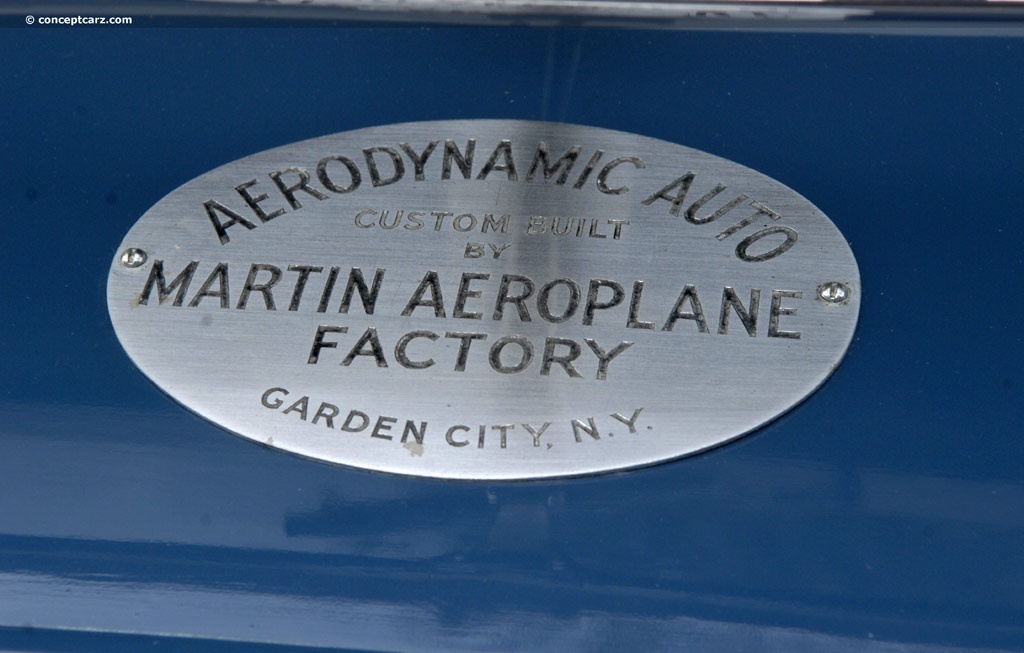 © conceptcarz.com
AERODYNAMIC AUTO
CUSTOM BUILT
BY
MARTIN AEROPLANE
FACTORY
GARDEN CITY, N.Y.